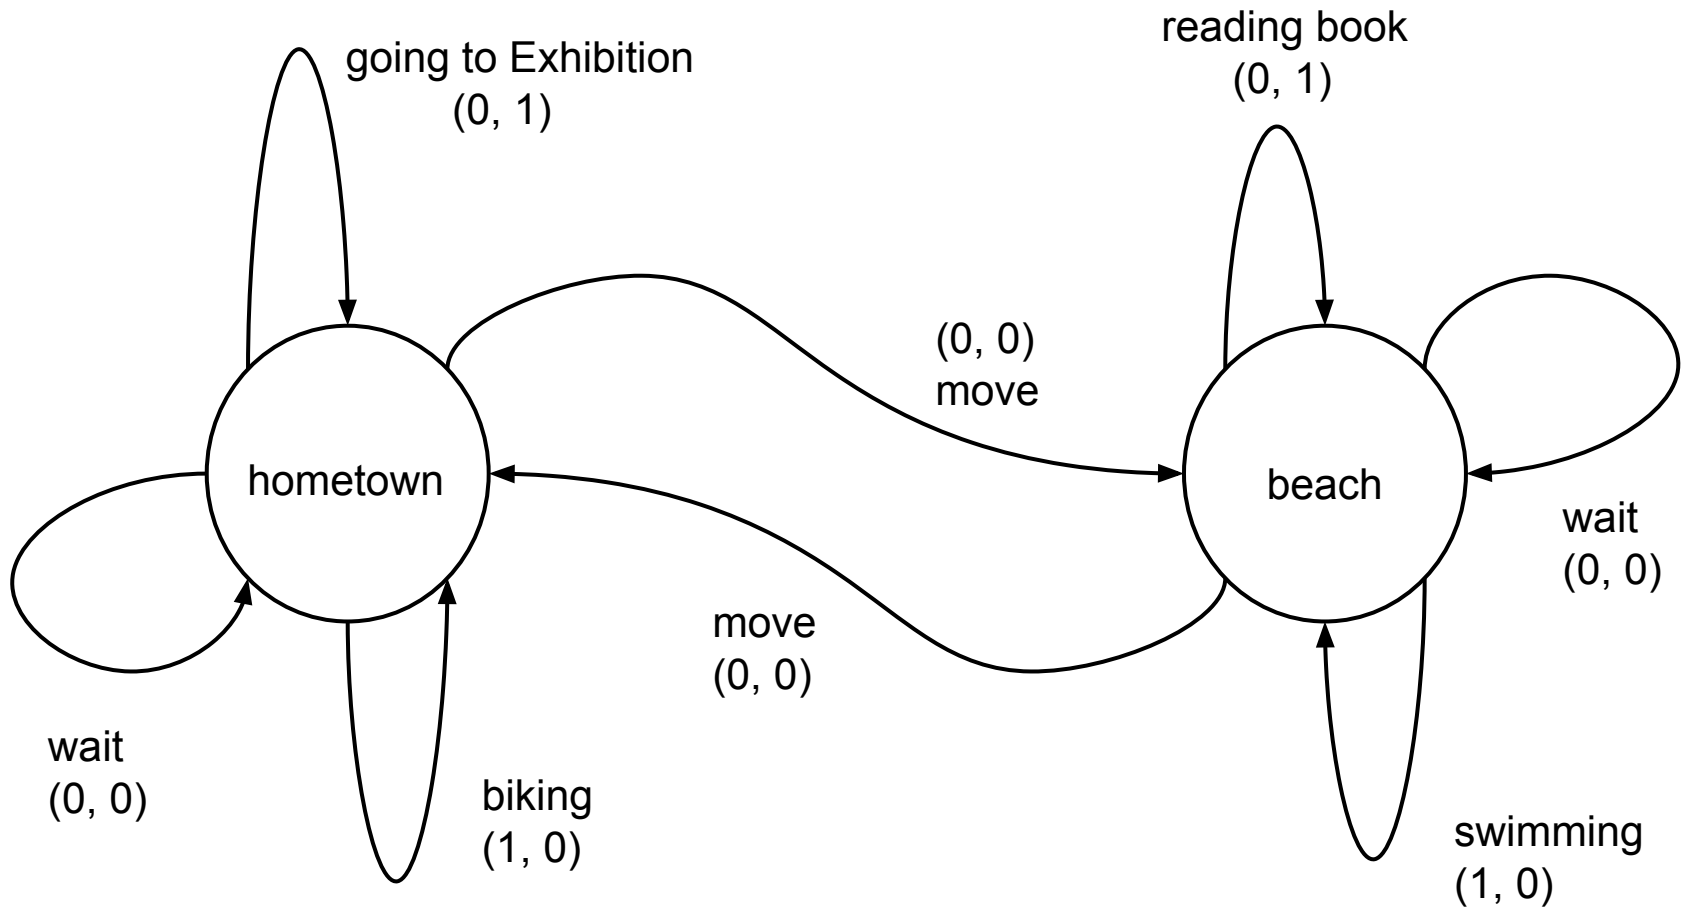 going to Exhibition
(0, 1)
reading book
(0, 1)
(0, 0)
move
hometown
beach
wait
(0, 0)
move
(0, 0)
wait
(0, 0)
biking
(1, 0)
swimming
(1, 0)